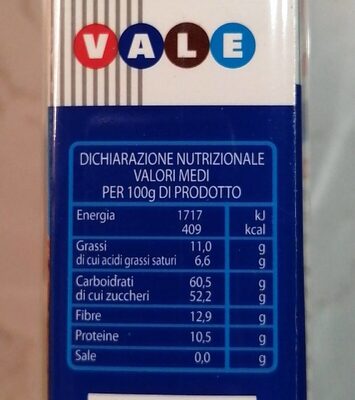 VALE
DICHIARAZIONE NUTRIZIONALE
VALORI MEDI
PER 100g DI PRODOTTO
Energia 1717 kJ
409 kcal
Grassi 11,0 g
di cui acidi grassi saturi 6,6 g
Carboidrati 60,5 g
di cui zuccheri 52,2 g
Fibre 12,9 g
Proteine 10,5 g
Sale 0,0 g